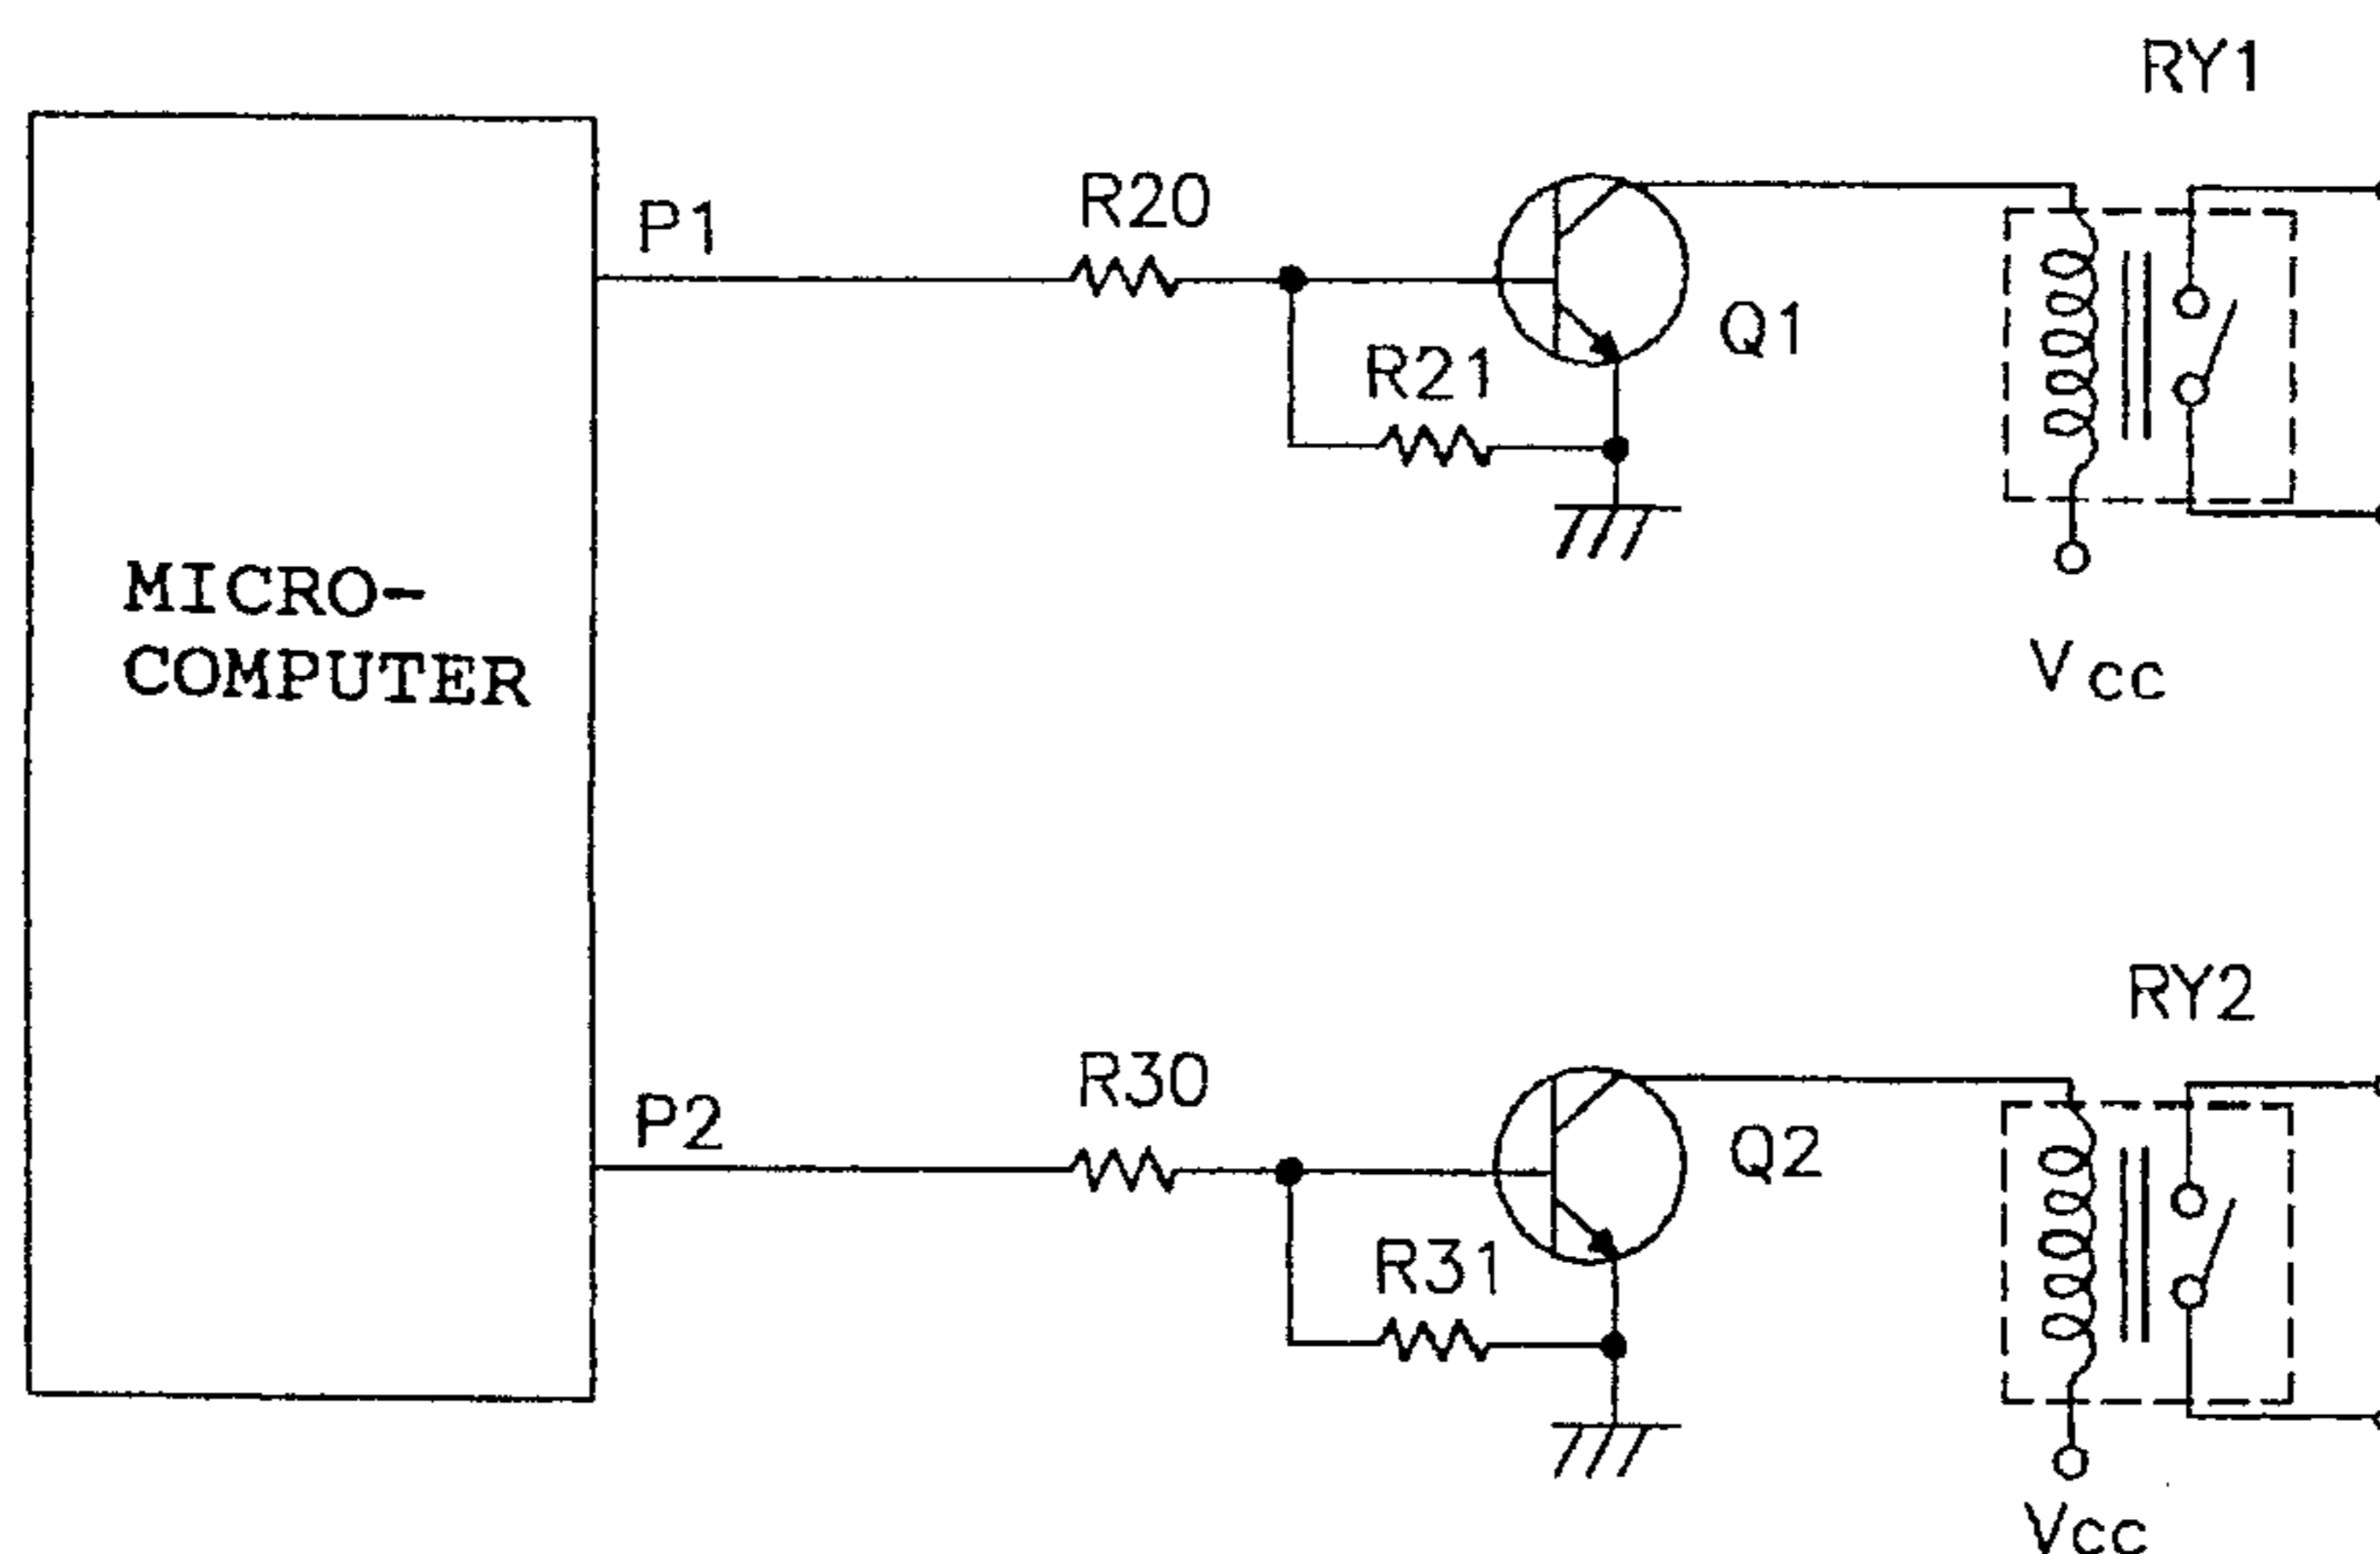 RY1
P1
R20
Q1
R21
MICRO-
COMPUTER
Vcc
RY2
R30
P2
Q2
R31
Vcc